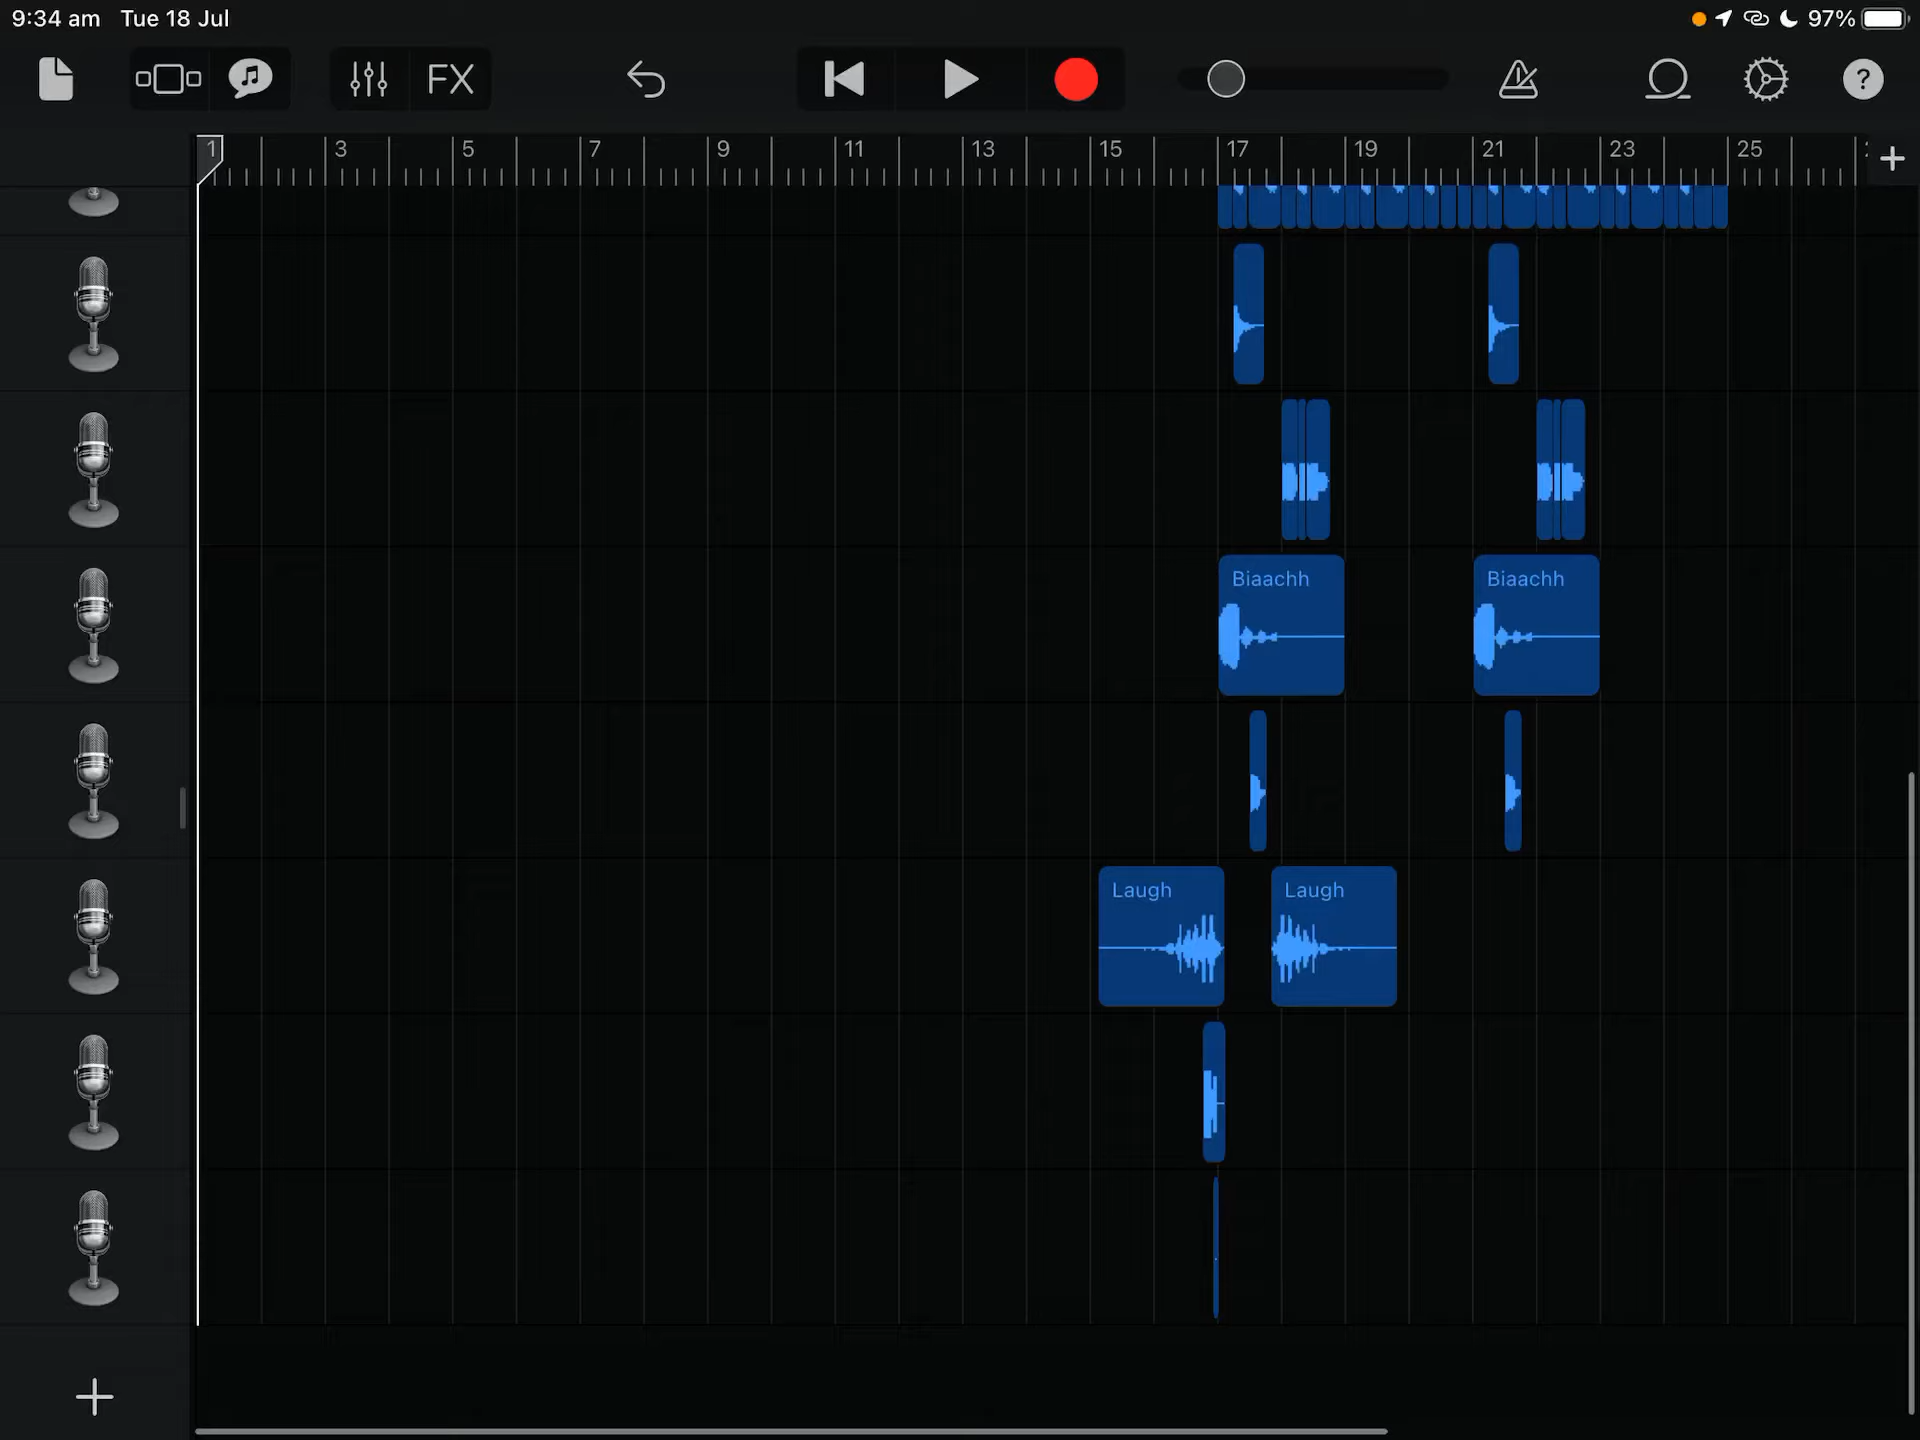 9:34 am Tue 18 Jul 97%
FX ?
1 3 5 7 9 11 13 15 17 19 21 23 25
Biaachh Biaachh
Laugh Laugh